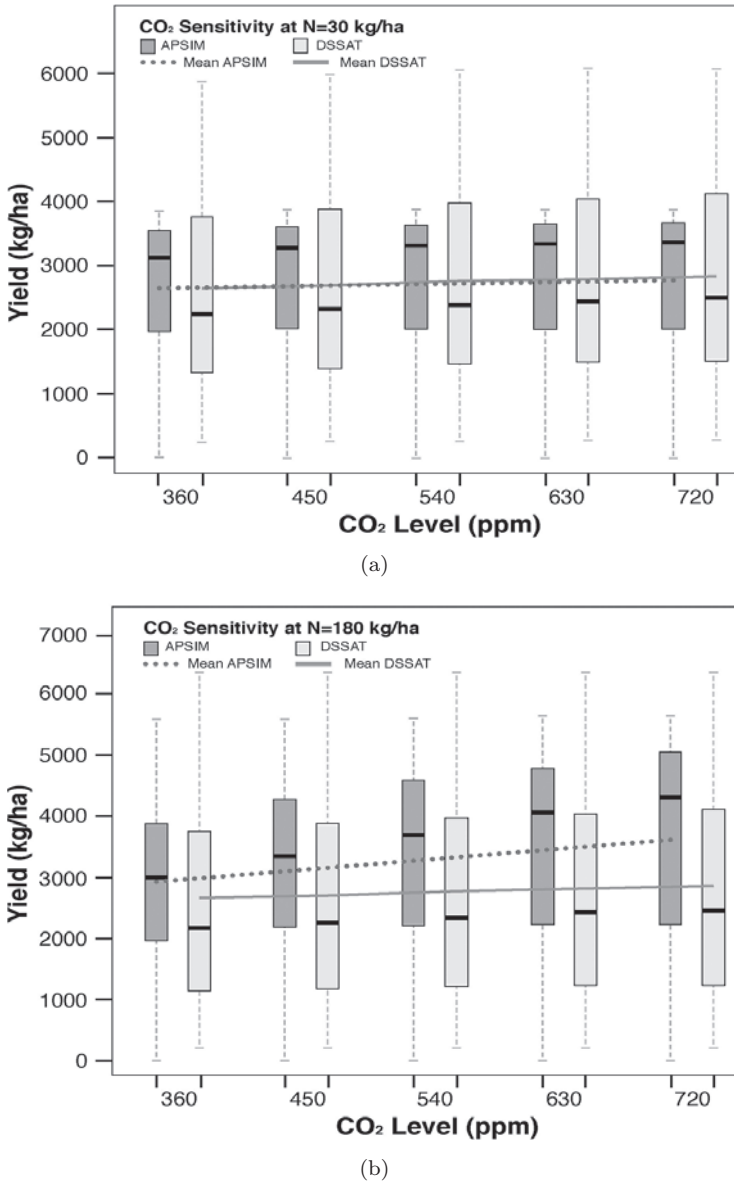 CO₂ Sensitivity at N=30 kg/ha
APSIM DSSAT
Mean APSIM Mean DSSAT
6000
5000
4000
3000
2000
1000
0
Yield (kg/ha)
360 450 540 630 720
CO₂ Level (ppm)
(a)
CO₂ Sensitivity at N=180 kg/ha
APSIM DSSAT
Mean APSIM Mean DSSAT
7000
6000
5000
4000
3000
2000
1000
0
Yield (kg/ha)
360 450 540 630 720
CO₂ Level (ppm)
(b)